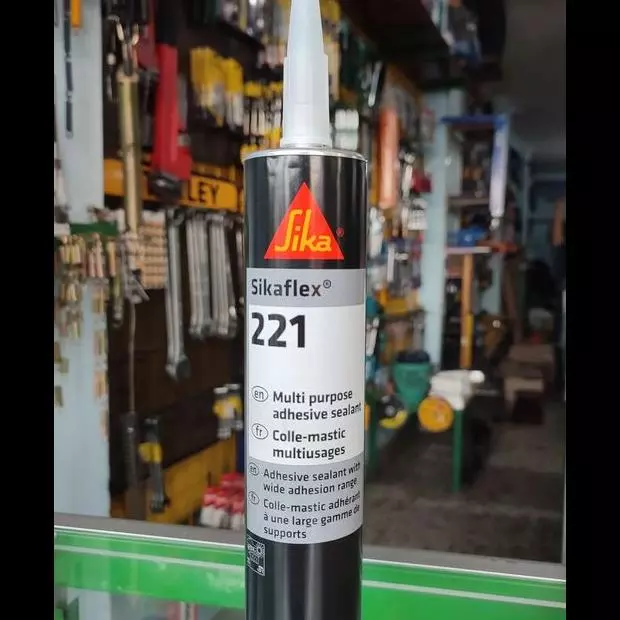 LEY
Sika®
Sikaflex®
221
en Multi purpose
adhesive sealant
fr Colle-mastic
multiusages
en Adhesive sealant with
wide adhesion range
fr Colle-mastic adhérant
à une large gamme de
supports